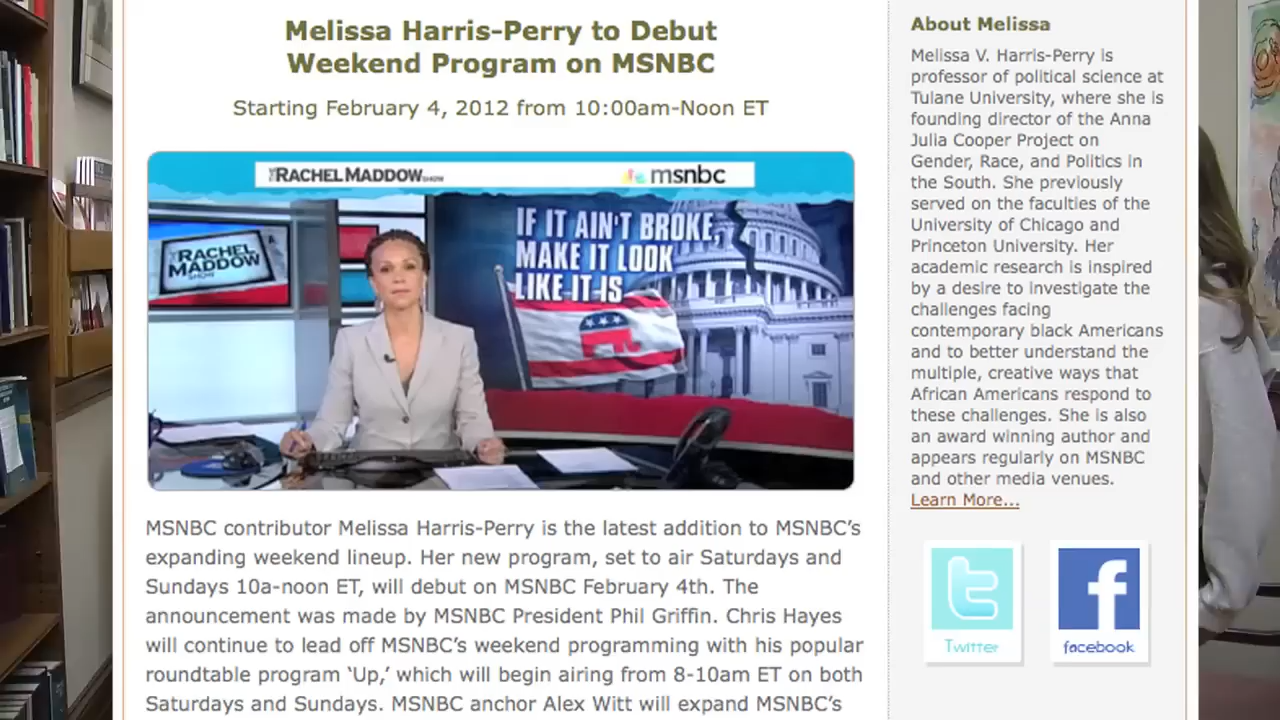 Melissa Harris-Perry to Debut
Weekend Program on MSNBC
Starting February 4, 2012 from 10:00am-Noon ET
THE RACHEL MADDOW SHOW
msnbc
THE RACHEL
MADDOW
SHOW
IF IT AIN'T BROKE,
MAKE IT LOOK
LIKE IT IS
MSNBC contributor Melissa Harris-Perry is the latest addition to MSNBC’s
expanding weekend lineup. Her new program, set to air Saturdays and
Sundays 10a-noon ET, will debut on MSNBC February 4th. The
announcement was made by MSNBC President Phil Griffin. Chris Hayes
will continue to lead off MSNBC’s weekend programming with his popular
roundtable program ‘Up,’ which will begin airing from 8-10am ET on both
Saturdays and Sundays. MSNBC anchor Alex Witt will expand MSNBC’s
About Melissa
Melissa V. Harris-Perry is
professor of political science at
Tulane University, where she is
founding director of the Anna
Julia Cooper Project on
Gender, Race, and Politics in
the South. She previously
served on the faculties of the
University of Chicago and
Princeton University. Her
academic research is inspired
by a desire to investigate the
challenges facing
contemporary black Americans
and to better understand the
multiple, creative ways that
African Americans respond to
these challenges. She is also
an award winning author and
appears regularly on MSNBC
and other media venues.
Learn More...
t
Twitter
f
facebook